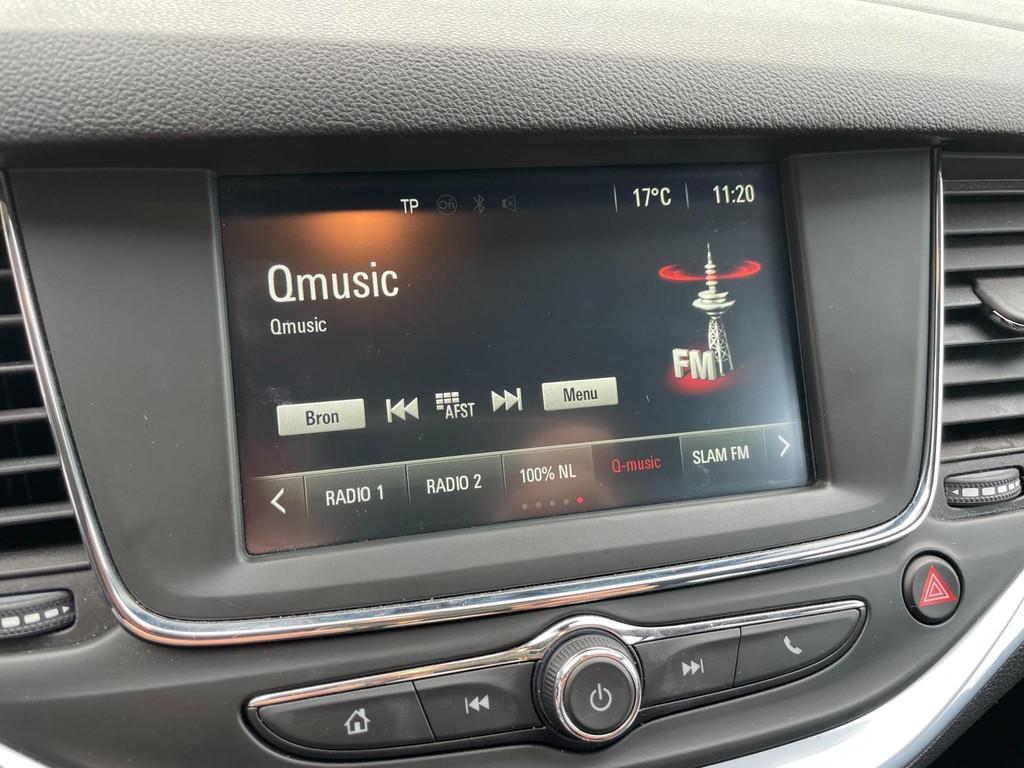 TP On 17°C 11:20
Qmusic
Qmusic
FM
Bron AFST Menu
RADIO 1 RADIO 2 100% NL Q-music SLAM FM